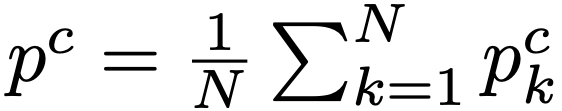 $p^c = \frac{1}{N} \sum_{k=1}^{N} p_k^c$